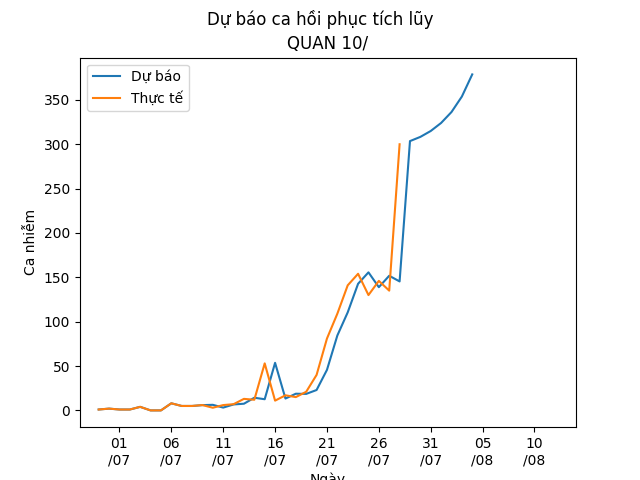 Dự báo ca hồi phục tích lũy
QUAN 10/
Dự báo
Thực tế
Ca nhiễm
350
300
250
200
150
100
50
0
01 06 11 16 21 26 31 05 10
/07 /07 /07 /07 /07 /07 /07 /08 /08
Ngày